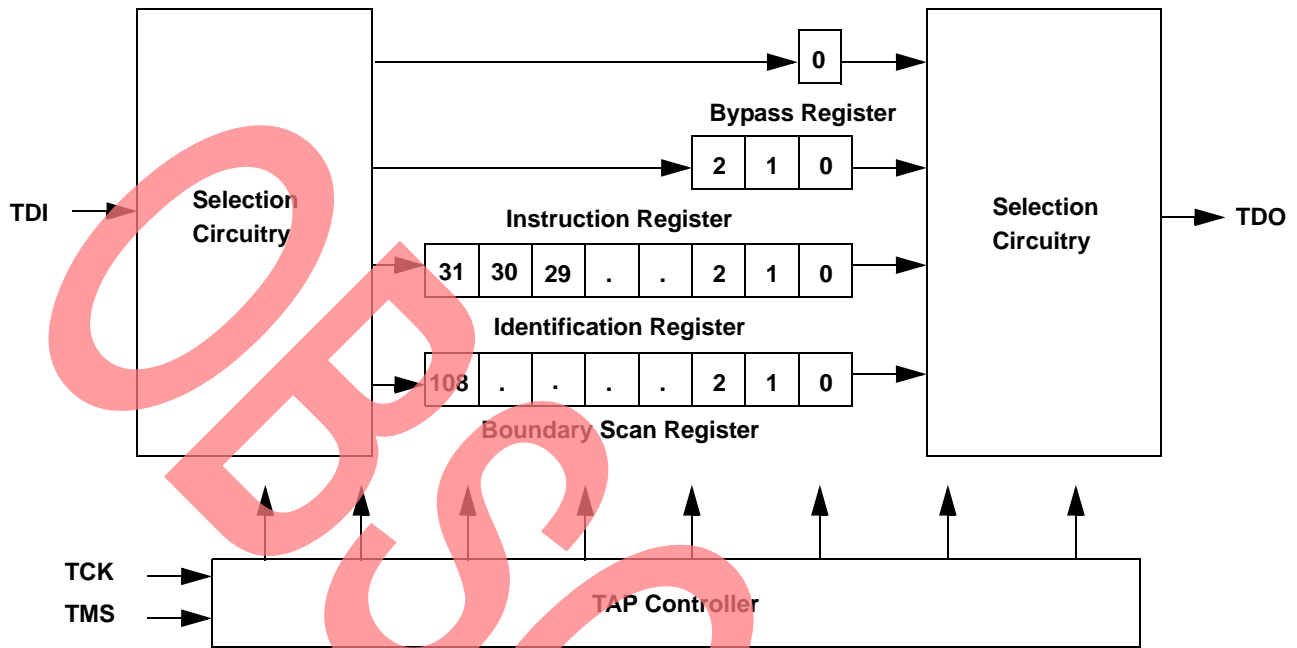 0
Bypass Register
2 1 0
TDI
Selection
Circuitry
Instruction Register
Selection
Circuitry
TDO
31 30 29 . . 2 1 0
Identification Register
108 . . . . 2 1 0
Boundary Scan Register
TCK
TMS
TAP Controller
OBSO